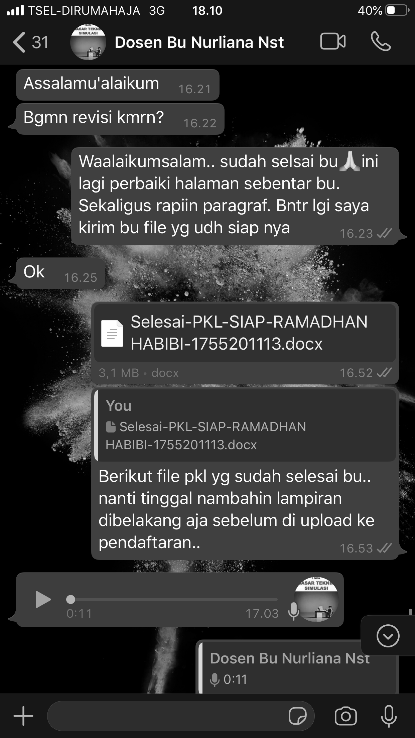 TSEL-DIRUMAHAJA 3G 18.10 40%
31 Dosen Bu Nurliana Nst
Assalamu'alaikum 16.21
Bgmn revisi kmrn? 16.22
Waalaikumsalam.. sudah selsai bu🙏ini
lagi perbaiki halaman sebentar bu.
Sekaligus rapiin paragraf. Bntr lgi saya
kirim bu file yg udh siap nya
16.23
Ok 16.25
Selesai-PKL-SIAP-RAMADHAN
HABIBI-1755201113.docx
3,1 MB · docx 16.52
You
Selesai-PKL-SIAP-RAMADHAN
HABIBI-1755201113.docx
Berikut file pkl yg sudah selesai bu..
nanti tinggal nambahin lampiran
dibelakang aja sebelum di upload ke
pendaftaran..
16.53
0:11 17.03
Dosen Bu Nurliana Nst
0:11